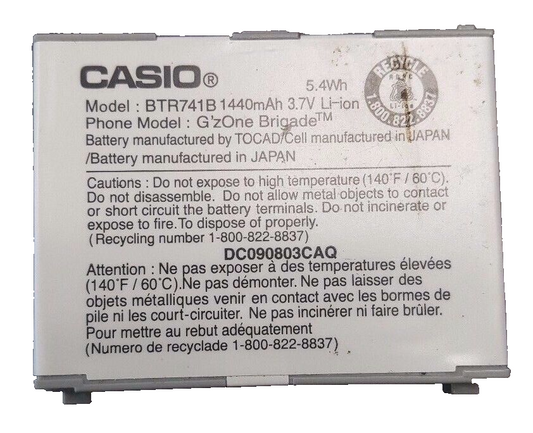 CASIO®
5.4Wh
Model : BTR741B 1440mAh 3.7V Li-ion
Phone Model : G'zOne Brigade™
Battery manufactured by TOCAD/Cell manufactured in JAPAN
/Battery manufactured in JAPAN
RECYCLE
Li-ion
1.800.822.8837
Cautions : Do not expose to high temperature (140°F / 60°C).
Do not disassemble. Do not allow metal objects to contact
or short circuit the battery terminals. Do not incinerate or
expose to fire.To dispose of properly.
(Recycling number 1-800-822-8837)
DC090803CAQ
Attention : Ne pas exposer à des températures élevées
(140°F / 60°C).Ne pas démonter. Ne pas laisser des
objets métalliques venir en contact avec les bormes de
pile ni les court-circuiter. Ne pas incinérer ni faire brûler.
Pour mettre au rebut adéquatement
(Numero de recyclade 1-800-822-8837)